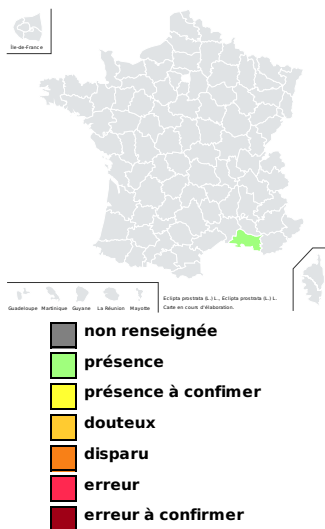 Île-de-France
Guadeloupe Martinique Guyane La Réunion Mayotte
Eclipta prostrata (L.) L., Eclipta prostrata (L.) L.
Carte en cours d'élaboration.
non renseignée
présence
présence à confimer
douteux
disparu
erreur
erreur à confirmer